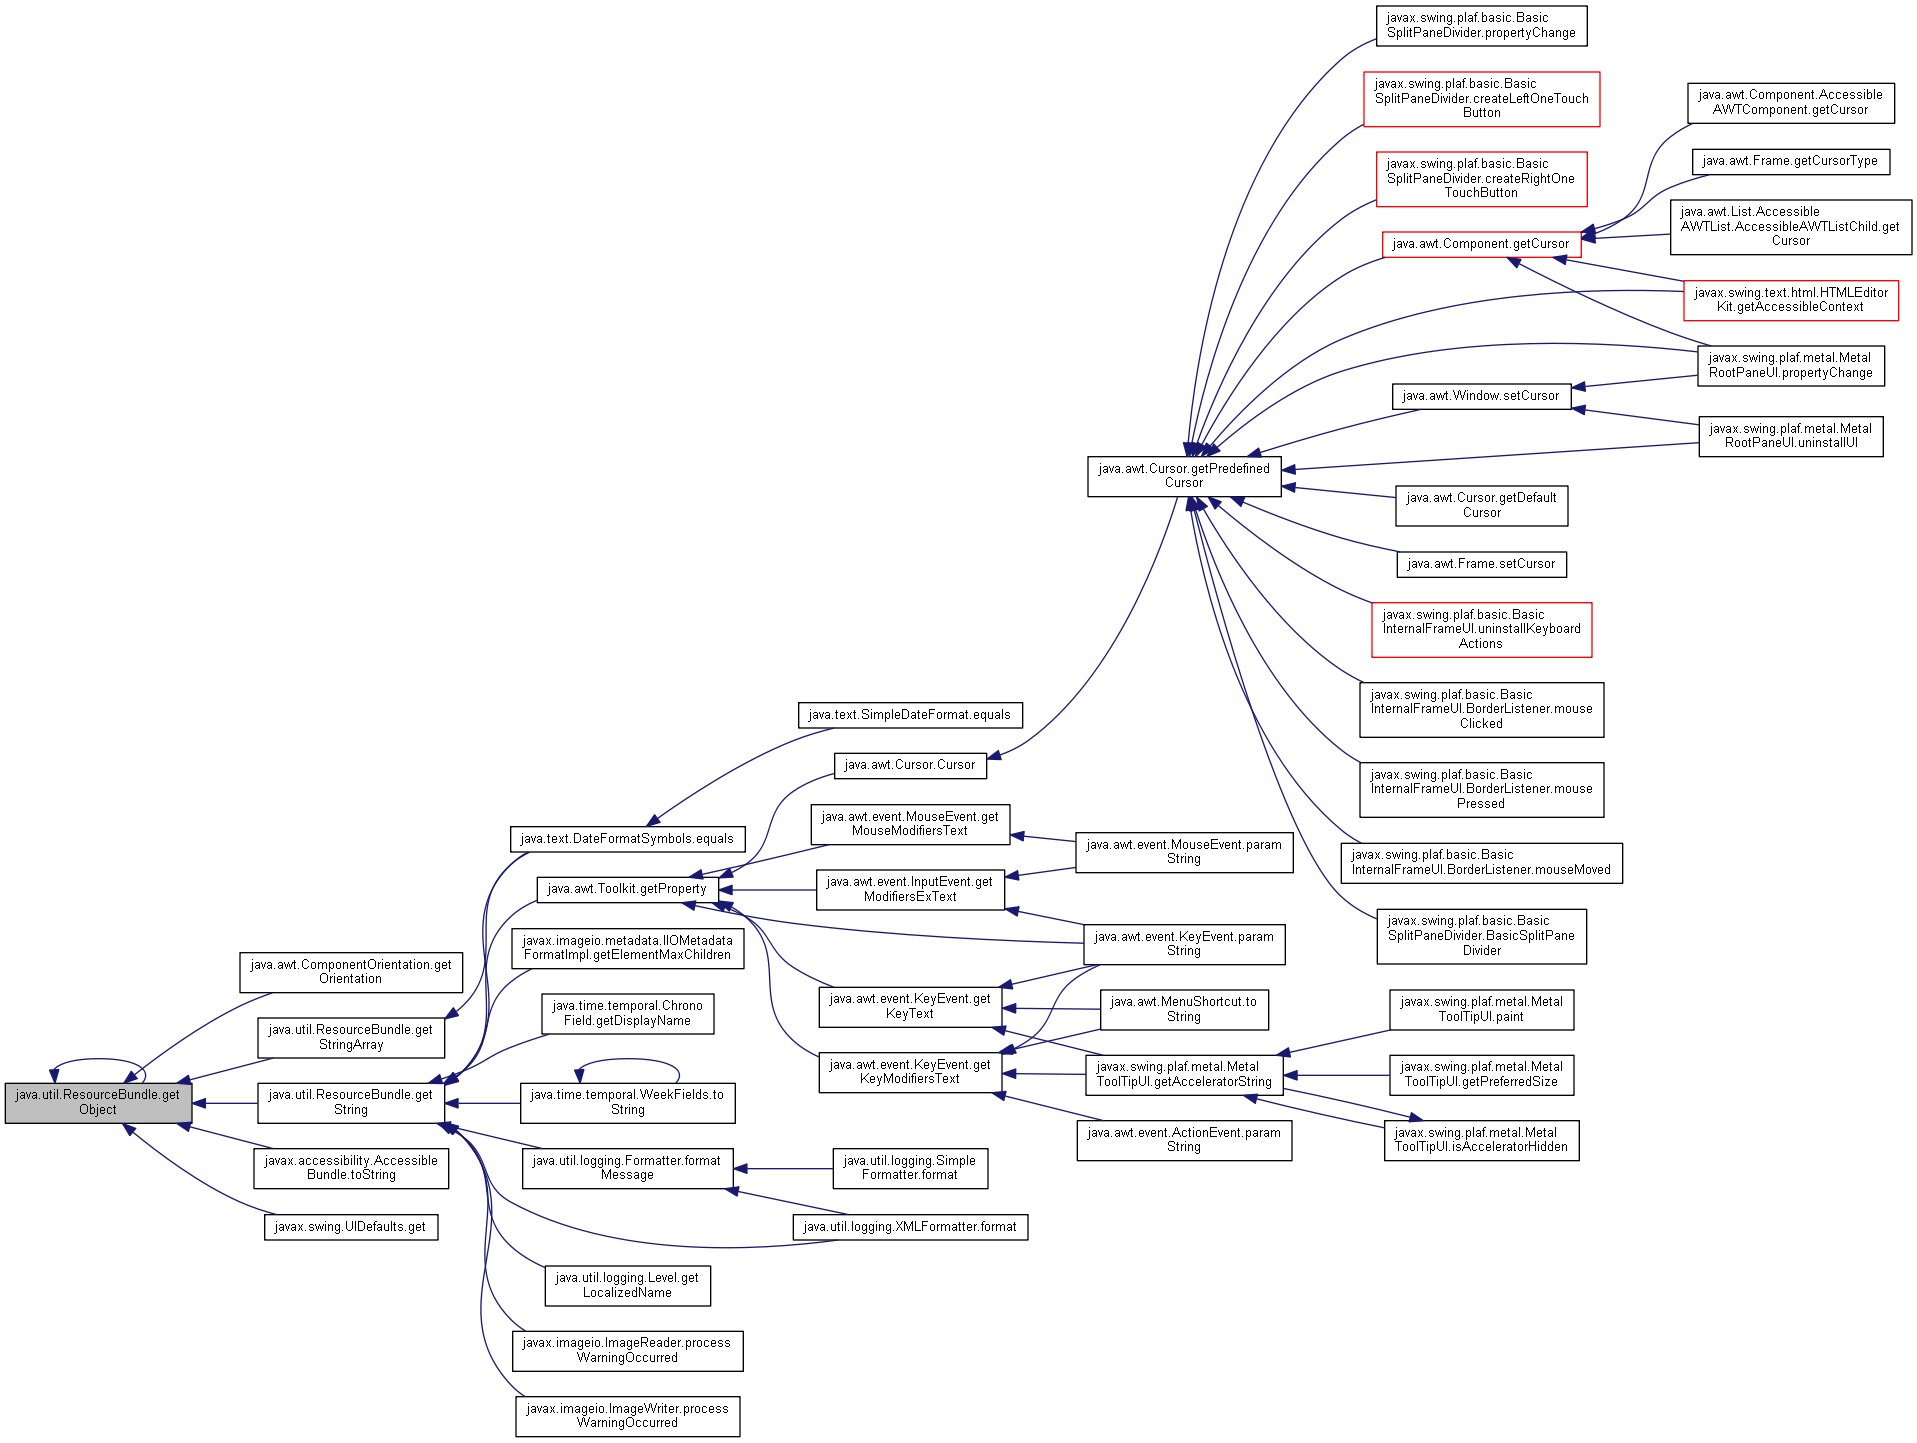 javax.swing.plaf.basic.Basic
SplitPaneDivider.propertyChange
javax.swing.plaf.basic.Basic
SplitPaneDivider.createLeftOneTouch
Button
javax.swing.plaf.basic.Basic
SplitPaneDivider.createRightOne
TouchButton
java.awt.Component.getCursor
java.awt.Component.Accessible
AWTComponent.getCursor
java.awt.Frame.getCursorType
java.awt.List.Accessible
AWTList.AccessibleAWTListChild.get
Cursor
javax.swing.text.html.HTMLEditor
Kit.getAccessibleContext
javax.swing.plaf.metal.Metal
RootPaneUI.propertyChange
java.awt.Window.setCursor
javax.swing.plaf.metal.Metal
RootPaneUI.uninstallUI
java.awt.Cursor.getPredefined
Cursor
java.awt.Cursor.getDefault
Cursor
java.awt.Frame.setCursor
javax.swing.plaf.basic.Basic
InternalFrameUI.uninstallKeyboard
Actions
javax.swing.plaf.basic.Basic
InternalFrameUI.BorderListener.mouse
Clicked
javax.swing.plaf.basic.Basic
InternalFrameUI.BorderListener.mouse
Pressed
javax.swing.plaf.basic.Basic
InternalFrameUI.BorderListener.mouseMoved
javax.swing.plaf.basic.Basic
SplitPaneDivider.BasicSplitPane
Divider
java.text.SimpleDateFormat.equals
java.awt.Cursor.Cursor
java.text.DateFormatSymbols.equals
java.awt.event.MouseEvent.get
MouseModifiersText
java.awt.event.MouseEvent.param
String
java.awt.Toolkit.getProperty
java.awt.event.InputEvent.get
ModifiersExText
java.awt.event.KeyEvent.param
String
javax.imageio.metadata.IIOMetadata
FormatImpl.getElementMaxChildren
java.awt.ComponentOrientation.get
Orientation
java.awt.event.KeyEvent.get
KeyText
java.awt.MenuShortcut.to
String
javax.swing.plaf.metal.Metal
ToolTipUI.paint
java.time.temporal.Chrono
Field.getDisplayName
java.util.ResourceBundle.get
StringArray
java.awt.event.KeyEvent.get
KeyModifiersText
javax.swing.plaf.metal.Metal
ToolTipUI.getAcceleratorString
javax.swing.plaf.metal.Metal
ToolTipUI.getPreferredSize
java.util.ResourceBundle.get
Object
java.util.ResourceBundle.get
String
java.time.temporal.WeekFields.to
String
java.awt.event.ActionEvent.param
String
javax.swing.plaf.metal.Metal
ToolTipUI.isAcceleratorHidden
javax.accessibility.Accessible
Bundle.toString
java.util.logging.Formatter.format
Message
java.util.logging.Simple
Formatter.format
javax.swing.UIDefaults.get
java.util.logging.XMLFormatter.format
java.util.logging.Level.get
LocalizedName
javax.imageio.ImageReader.process
WarningOccurred
javax.imageio.ImageWriter.process
WarningOccurred